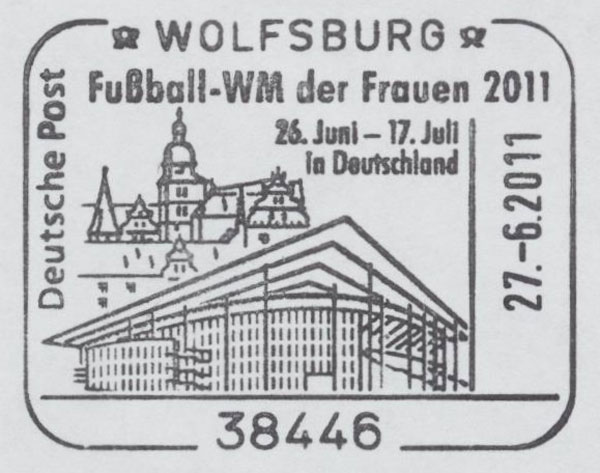 WOLFSBURG
Fußball-WM der Frauen 2011
26. Juni – 17. Juli
in Deutschland
Deutsche Post
27.-6.2011
38446